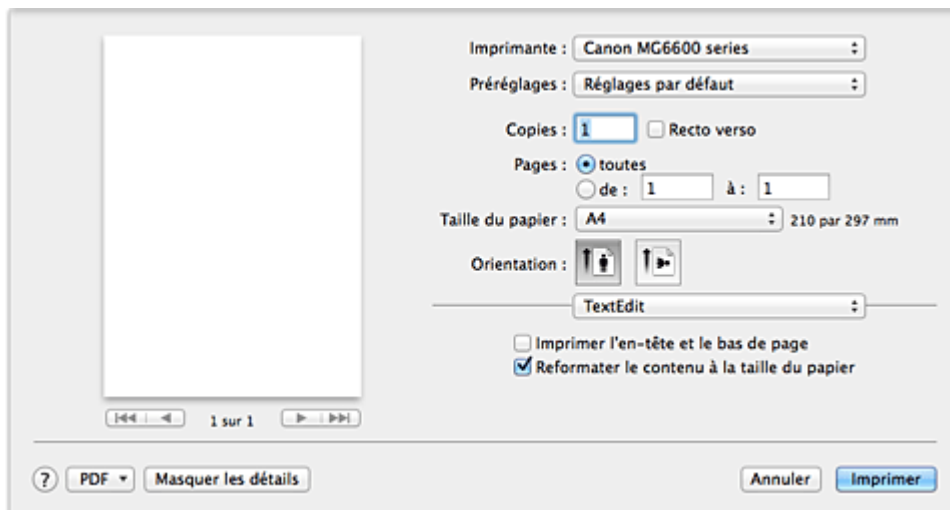 Imprimante : Canon MG6600 series
Préréglages : Réglages par défaut
Copies : 1 Recto verso
Pages : toutes
de : 1 à : 1
Taille du papier : A4 210 par 297 mm
Orientation :
TextEdit
Imprimer l'en-tête et le bas de page
Reformater le contenu à la taille du papier
1 sur 1
? PDF Masquer les détails Annuler Imprimer